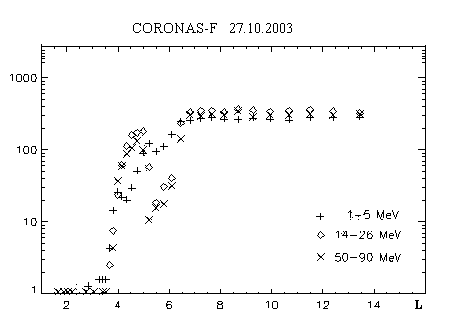 CORONAS-F 27.10.2003
1000
100
10
1
+ 1-5 MeV
◇ 14-26 MeV
× 50-90 MeV
2 4 6 8 10 12 14 L